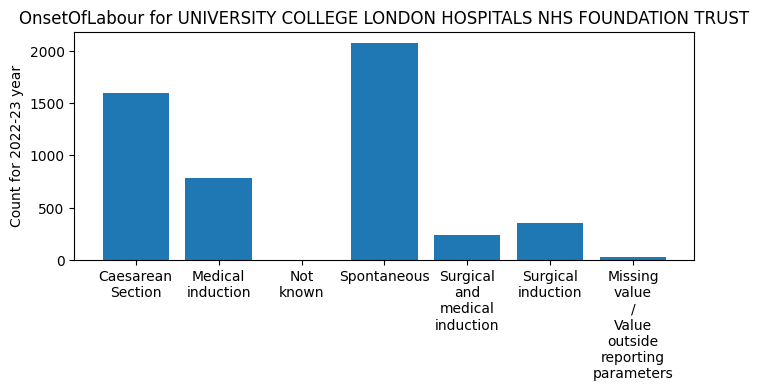 OnsetOfLabour for UNIVERSITY COLLEGE LONDON HOSPITALS NHS FOUNDATION TRUST
Count for 2022-23 year
2000
1500
1000
500
0
Caesarean
Section
Medical
induction
Not
known
Spontaneous
Surgical
and
medical
induction
Surgical
induction
Missing
value
/
Value
outside
reporting
parameters